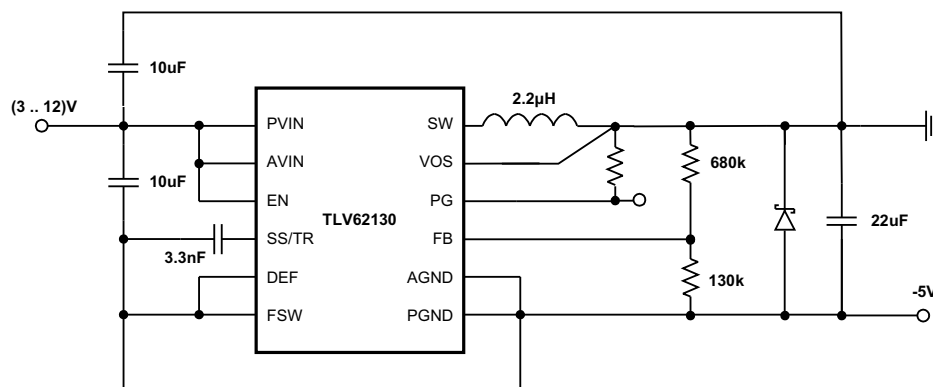 10uF
2.2µH
(3 .. 12)V
PVIN
SW
AVIN
VOS
680k
10uF
EN
PG
TLV62130
22uF
SS/TR
FB
3.3nF
DEF
AGND
130k
-5V
FSW
PGND